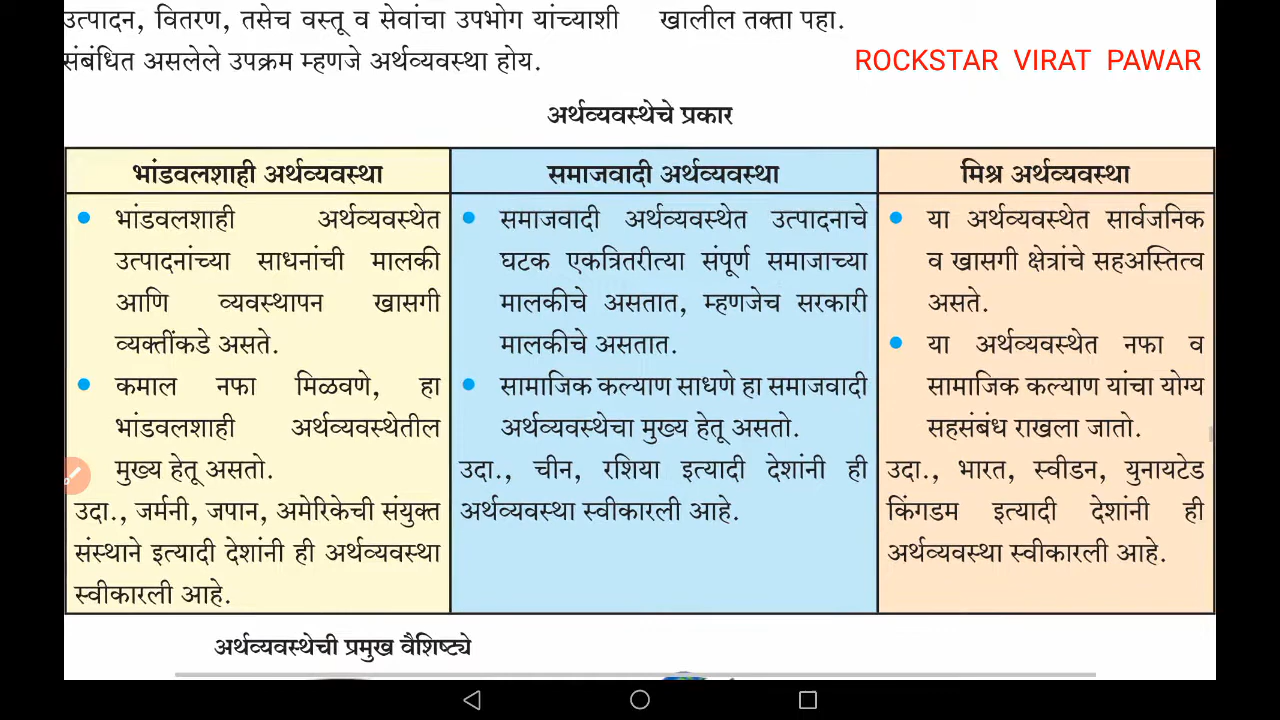 उत्पादन, वितरण, तसेच वस्तू व सेवांचा उपभोग यांच्याशी
संबंधित असलेले उपक्रम म्हणजे अर्थव्यवस्था होय.
खालील तक्ता पहा.
ROCKSTAR VIRAT PAWAR
अर्थव्यवस्थेचे प्रकार
भांडवलशाही अर्थव्यवस्था
भांडवलशाही अर्थव्यवस्थेत
उत्पादनांच्या साधनांची मालकी
आणि व्यवस्थापन खासगी
व्यक्तींकडे असते.
कमाल नफा मिळवणे, हा
भांडवलशाही अर्थव्यवस्थेतील
मुख्य हेतू असतो.
उदा., जर्मनी, जपान, अमेरिकेची संयुक्त
संस्थाने इत्यादी देशांनी ही अर्थव्यवस्था
स्वीकारली आहे.
समाजवादी अर्थव्यवस्था
समाजवादी अर्थव्यवस्थेत उत्पादनाचे
घटक एकत्रितरीत्या संपूर्ण समाजाच्या
मालकीचे असतात, म्हणजेच सरकारी
मालकीचे असतात.
सामाजिक कल्याण साधणे हा समाजवादी
अर्थव्यवस्थेचा मुख्य हेतू असतो.
उदा., चीन, रशिया इत्यादी देशांनी ही
अर्थव्यवस्था स्वीकारली आहे.
मिश्र अर्थव्यवस्था
या अर्थव्यवस्थेत सार्वजनिक
व खासगी क्षेत्रांचे सहअस्तित्व
असते.
या अर्थव्यवस्थेत नफा व
सामाजिक कल्याण यांचा योग्य
सहसंबंध राखला जातो.
उदा., भारत, स्वीडन, युनायटेड
किंगडम इत्यादी देशांनी ही
अर्थव्यवस्था स्वीकारली आहे.
अर्थव्यवस्थेची प्रमुख वैशिष्ट्ये